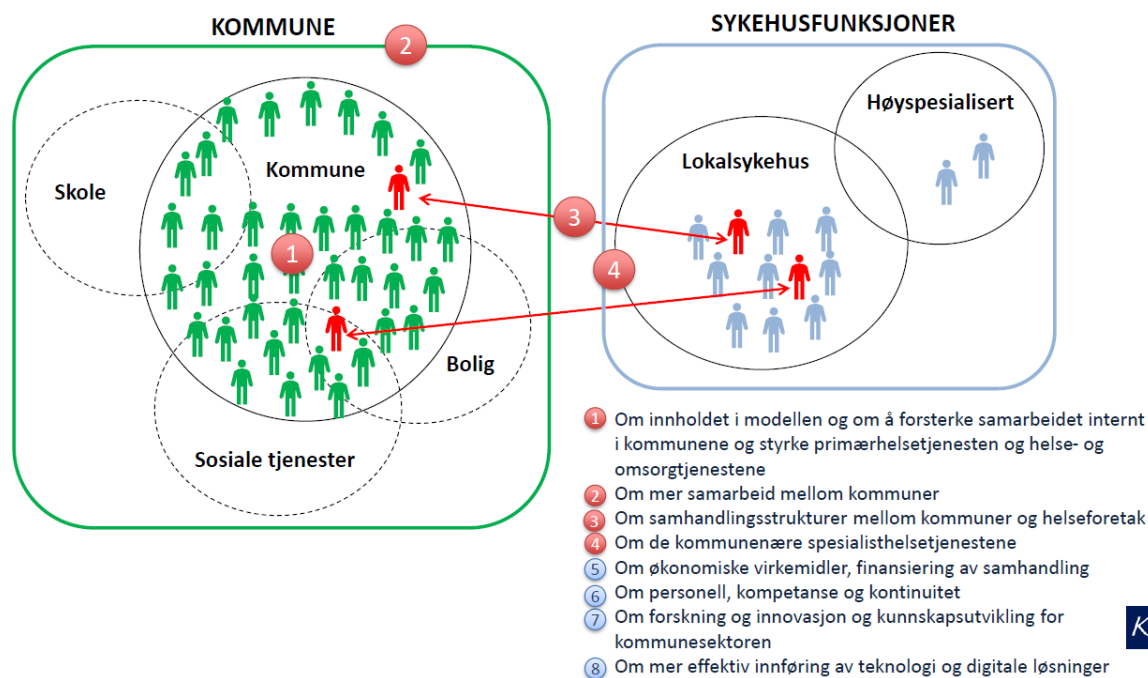 KOMMUNE
SYKEHUSFUNKSJONER
2
Høyspesialisert
Kommune
Lokalsykehus
Skole
3
1
4
Bolig
Sosiale tjenester
1 Om innholdet i modellen og om å forsterke samarbeidet internt
i kommunene og styrke primærhelsetjenesten og helse- og
omsorgtjenestene
2 Om mer samarbeid mellom kommuner
3 Om samhandlingsstrukturer mellom kommuner og helseforetak
4 Om de kommunenære spesialisthelsetjenestene
5 Om økonomiske virkemidler, finansiering av samhandling
6 Om personell, kompetanse og kontinuitet
7 Om forskning og innovasjon og kunnskapsutvikling for
kommunesektoren
K
8 Om mer effektiv innføring av teknologi og digitale løsninger